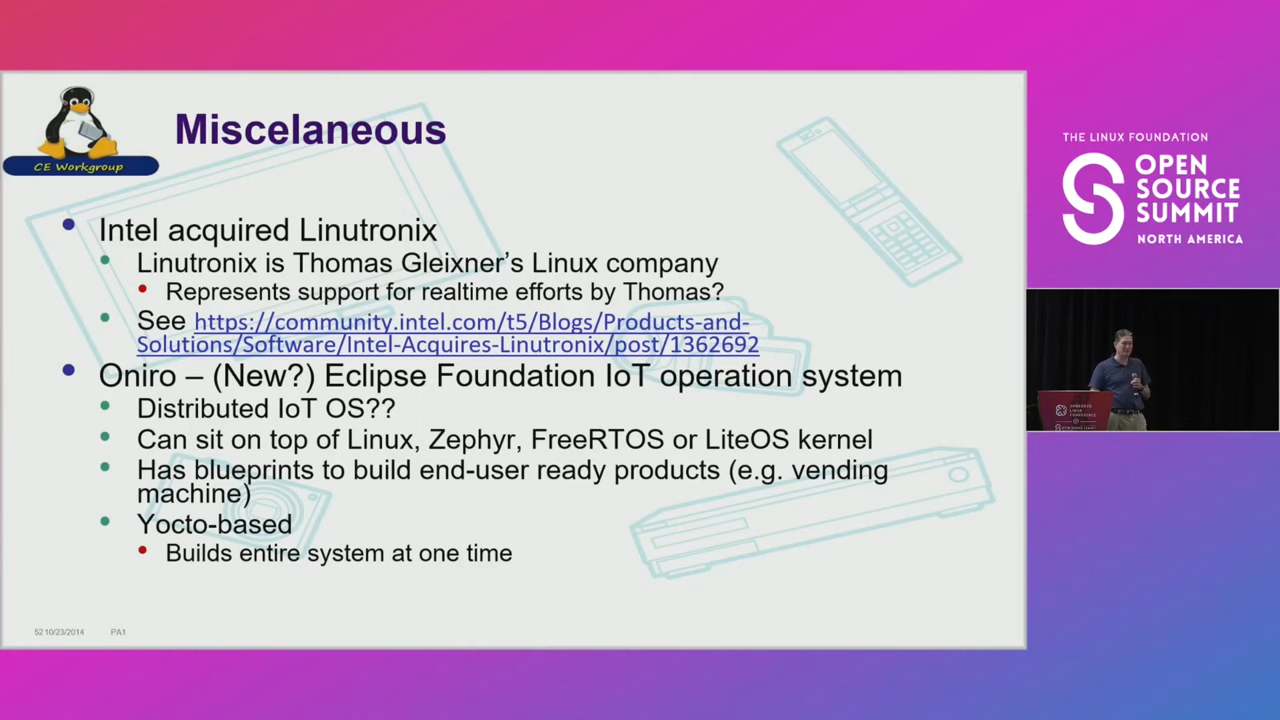 CE Workgroup
Miscelaneous
Intel acquired Linutronix
Linutronix is Thomas Gleixner's Linux company
Represents support for realtime efforts by Thomas?
See https://community.intel.com/t5/Blogs/Products-and-
Solutions/Software/Intel-Acquires-Linutronix/post/1362692
Oniro – (New?) Eclipse Foundation IoT operation system
Distributed IoT OS??
Can sit on top of Linux, Zephyr, FreeRTOS or LiteOS kernel
Has blueprints to build end-user ready products (e.g. vending
machine)
Yocto-based
Builds entire system at one time
52 10/23/2014 PA1
THE LINUX FOUNDATION
OPEN
SOURCE
SUMMIT
NORTH AMERICA